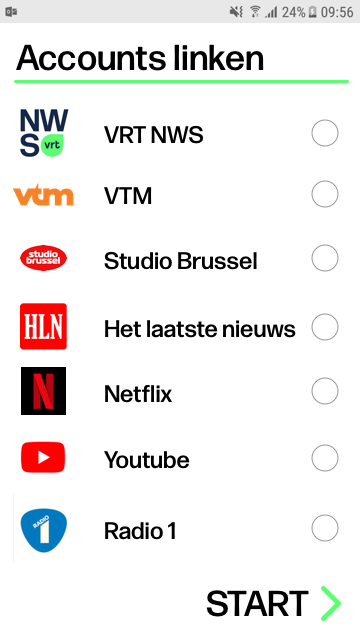 24% 09:56
Accounts linken
NW
S vrt
VRT NWS
vtm
VTM
studio
brussel
Studio Brussel
HLN
Het laatste nieuws
N
Netflix
Youtube
RADIO
1
Radio 1
START